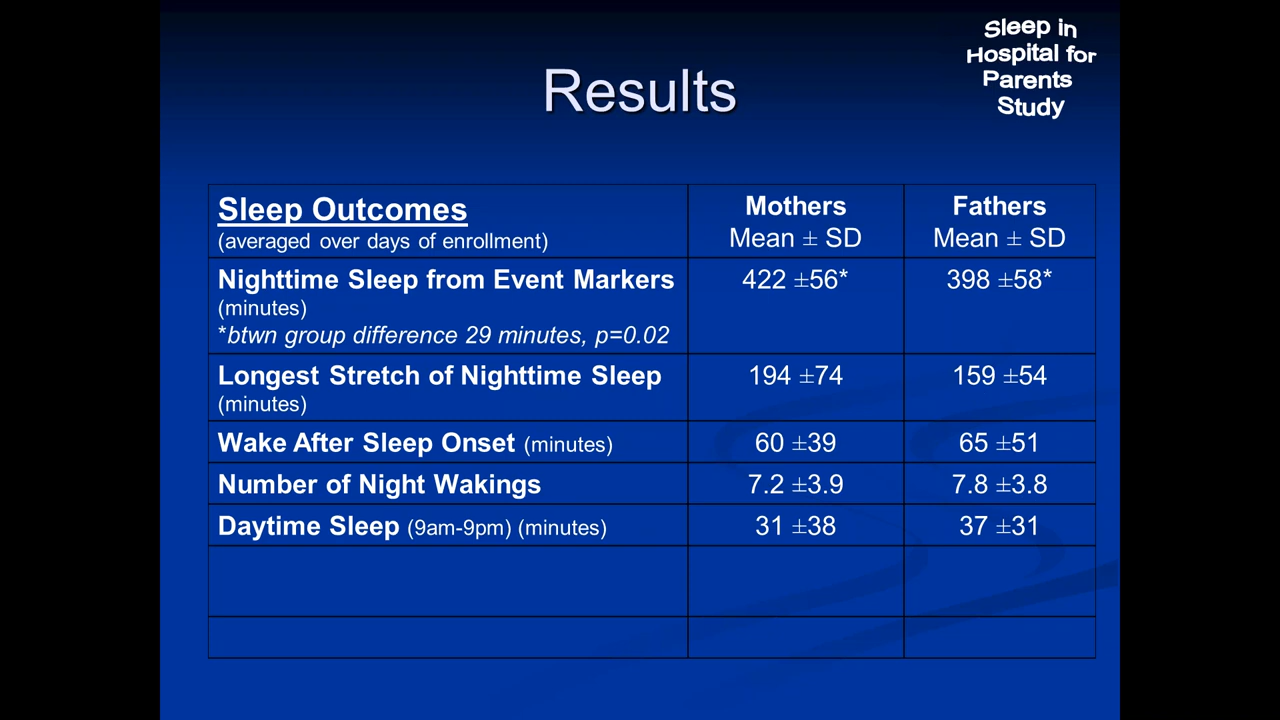 Sleep in
Hospital for
Parents
Study
Results
Sleep Outcomes
(averaged over days of enrollment)
Mothers
Mean ± SD
Fathers
Mean ± SD
Nighttime Sleep from Event Markers
(minutes)
*btwn group difference 29 minutes, p=0.02
422 ±56*
398 ±58*
Longest Stretch of Nighttime Sleep
(minutes)
194 ±74
159 ±54
Wake After Sleep Onset (minutes)
60 ±39
65 ±51
Number of Night Wakings
7.2 ±3.9
7.8 ±3.8
Daytime Sleep (9am-9pm) (minutes)
31 ±38
37 ±31